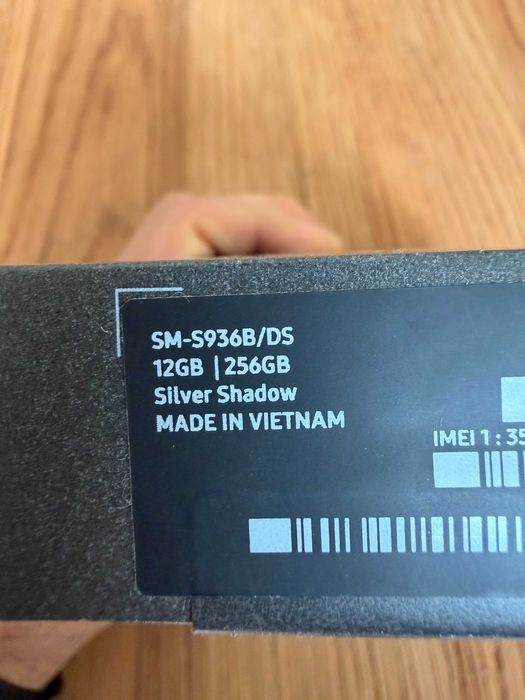 SM-S936B/DS
12GB | 256GB
Silver Shadow
MADE IN VIETNAM
IMEI 1 : 35